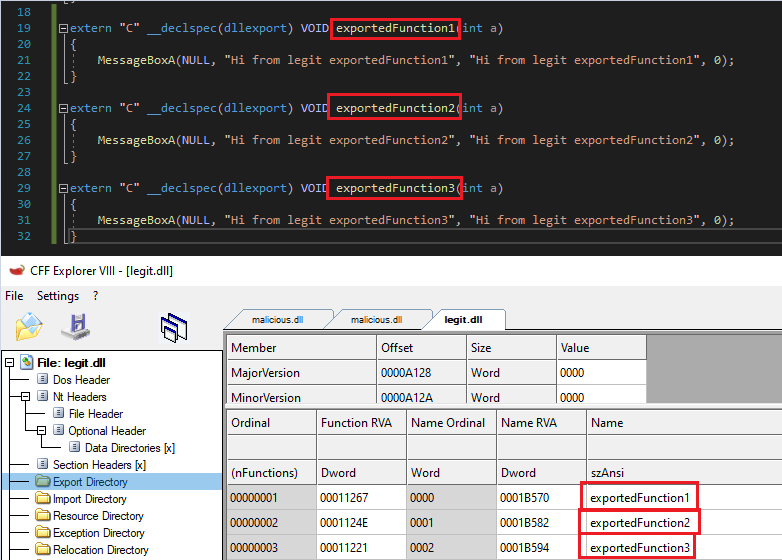 18
19 extern "C" __declspec(dllexport) VOID exportedFunction1(int a)
20 {
21 MessageBoxA(NULL, "Hi from legit exportedFunction1", "Hi from legit exportedFunction1", 0);
22 }
23
24 extern "C" __declspec(dllexport) VOID exportedFunction2(int a)
25 {
26 MessageBoxA(NULL, "Hi from legit exportedFunction2", "Hi from legit exportedFunction2", 0);
27 }
28
29 extern "C" __declspec(dllexport) VOID exportedFunction3(int a)
30 {
31 MessageBoxA(NULL, "Hi from legit exportedFunction3", "Hi from legit exportedFunction3", 0);
32 }
CFF Explorer VIII - [legit.dll]
File Settings ?
malicious.dll malicious.dll legit.dll
File: legit.dll
Dos Header
Nt Headers
File Header
Optional Header
Data Directories [x]
Section Headers [x]
Export Directory
Import Directory
Resource Directory
Exception Directory
Relocation Directory
Member Offset Size Value
MajorVersion 0000A128 Word 0000
MinorVersion 0000A12A Word 0000
Ordinal Function RVA Name Ordinal Name RVA Name
(nFunctions) Dword Word Dword szAnsi
00000001 00011267 0000 0001B570 exportedFunction1
00000002 0001124E 0001 0001B582 exportedFunction2
00000003 00011221 0002 0001B594 exportedFunction3